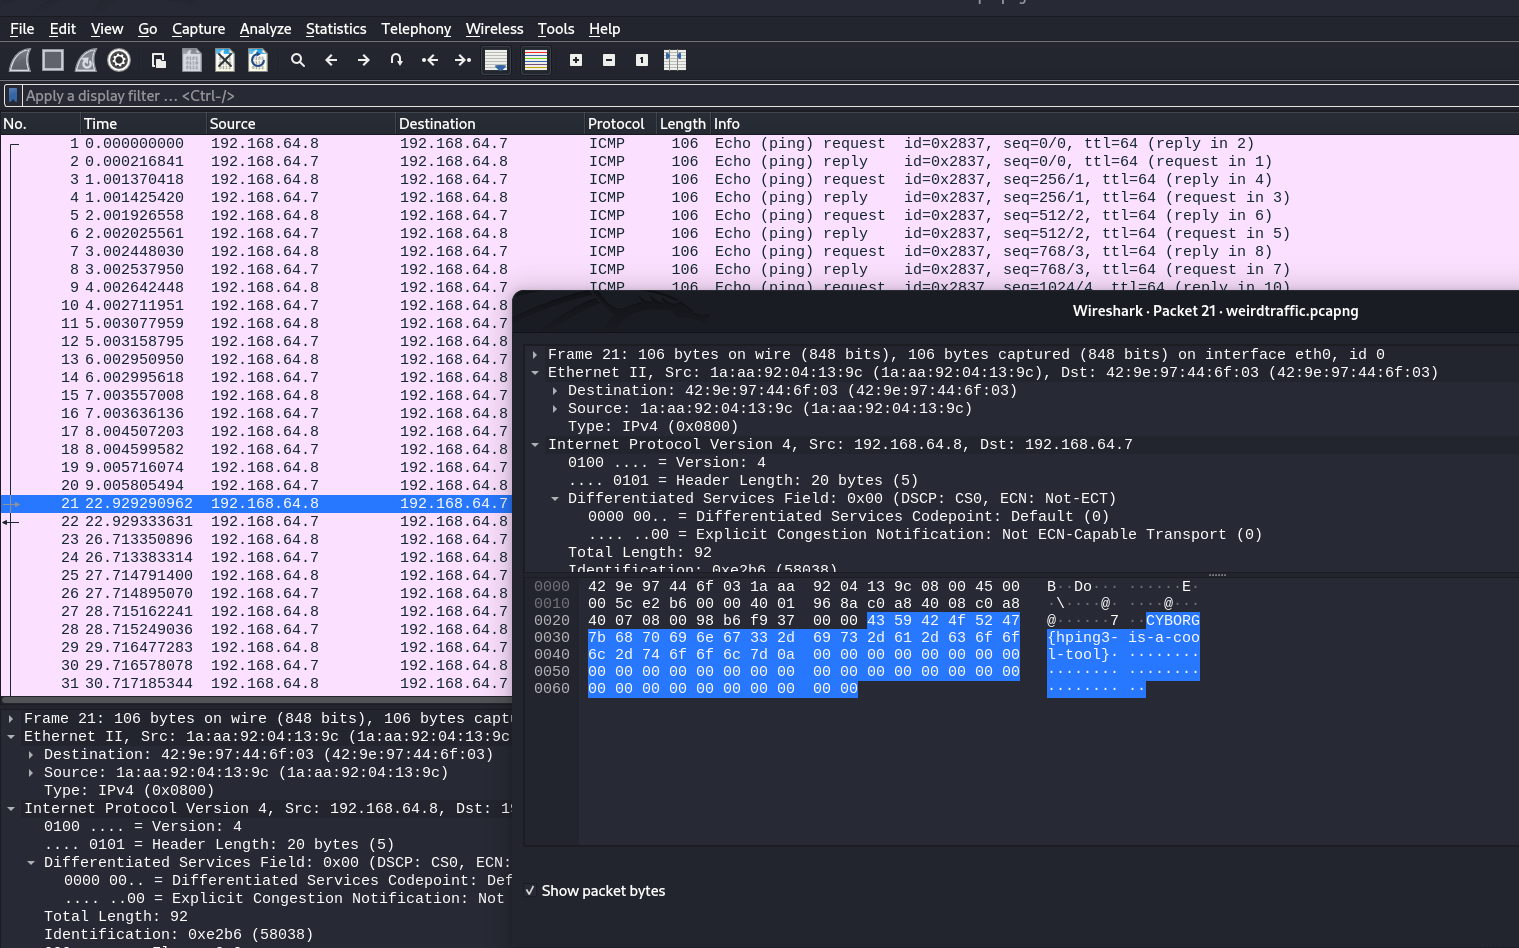 File Edit View Go Capture Analyze Statistics Telephony Wireless Tools Help
Apply a display filter … <Ctrl-/>
No. Time Source Destination Protocol Length Info
1 0.000000000 192.168.64.8 192.168.64.7 ICMP 106 Echo (ping) request id=0x2837, seq=0/0, ttl=64 (reply in 2)
2 0.000216841 192.168.64.7 192.168.64.8 ICMP 106 Echo (ping) reply id=0x2837, seq=0/0, ttl=64 (request in 1)
3 1.001370418 192.168.64.8 192.168.64.7 ICMP 106 Echo (ping) request id=0x2837, seq=256/1, ttl=64 (reply in 4)
4 1.001425420 192.168.64.7 192.168.64.8 ICMP 106 Echo (ping) reply id=0x2837, seq=256/1, ttl=64 (request in 3)
5 2.001926558 192.168.64.8 192.168.64.7 ICMP 106 Echo (ping) request id=0x2837, seq=512/2, ttl=64 (reply in 6)
6 2.002025561 192.168.64.7 192.168.64.8 ICMP 106 Echo (ping) reply id=0x2837, seq=512/2, ttl=64 (request in 5)
7 3.002448030 192.168.64.8 192.168.64.7 ICMP 106 Echo (ping) request id=0x2837, seq=768/3, ttl=64 (reply in 8)
8 3.002537950 192.168.64.7 192.168.64.8 ICMP 106 Echo (ping) reply id=0x2837, seq=768/3, ttl=64 (request in 7)
9 4.002642448 192.168.64.8 192.168.64.7 ICMP 106 Echo (ping) request id=0x2837, seq=1024/4, ttl=64 (reply in 10)
10 4.002711951 192.168.64.7 192.168.64.8
11 5.003077959 192.168.64.8 192.168.64.7
12 5.003158795 192.168.64.7 192.168.64.8
13 6.002950950 192.168.64.8 192.168.64.7
14 6.002995618 192.168.64.7 192.168.64.8
15 7.003557008 192.168.64.8 192.168.64.7
16 7.003636136 192.168.64.7 192.168.64.8
17 8.004507203 192.168.64.8 192.168.64.7
18 8.004599582 192.168.64.7 192.168.64.8
19 9.005716074 192.168.64.8 192.168.64.7
20 9.005805494 192.168.64.7 192.168.64.8
21 22.929290962 192.168.64.8 192.168.64.7
22 22.929333631 192.168.64.7 192.168.64.8
23 26.713350896 192.168.64.8 192.168.64.7
24 26.713383314 192.168.64.7 192.168.64.8
25 27.714791400 192.168.64.8 192.168.64.7
26 27.714895070 192.168.64.7 192.168.64.8
27 28.715162241 192.168.64.8 192.168.64.7
28 28.715249036 192.168.64.7 192.168.64.8
29 29.716477283 192.168.64.8 192.168.64.7
30 29.716578078 192.168.64.7 192.168.64.8
31 30.717185344 192.168.64.8 192.168.64.7
Frame 21: 106 bytes on wire (848 bits), 106 bytes captu
Ethernet II, Src: 1a:aa:92:04:13:9c (1a:aa:92:04:13:9c
Destination: 42:9e:97:44:6f:03 (42:9e:97:44:6f:03)
Source: 1a:aa:92:04:13:9c (1a:aa:92:04:13:9c)
Type: IPv4 (0x0800)
Internet Protocol Version 4, Src: 192.168.64.8, Dst: 19
0100 .... = Version: 4
.... 0101 = Header Length: 20 bytes (5)
Differentiated Services Field: 0x00 (DSCP: CS0, ECN:
0000 00.. = Differentiated Services Codepoint: Def
.... ..00 = Explicit Congestion Notification: Not
Total Length: 92
Identification: 0xe2b6 (58038)
Wireshark · Packet 21 · weirdtraffic.pcapng
Frame 21: 106 bytes on wire (848 bits), 106 bytes captured (848 bits) on interface eth0, id 0
Ethernet II, Src: 1a:aa:92:04:13:9c (1a:aa:92:04:13:9c), Dst: 42:9e:97:44:6f:03 (42:9e:97:44:6f:03)
Destination: 42:9e:97:44:6f:03 (42:9e:97:44:6f:03)
Source: 1a:aa:92:04:13:9c (1a:aa:92:04:13:9c)
Type: IPv4 (0x0800)
Internet Protocol Version 4, Src: 192.168.64.8, Dst: 192.168.64.7
0100 .... = Version: 4
.... 0101 = Header Length: 20 bytes (5)
Differentiated Services Field: 0x00 (DSCP: CS0, ECN: Not-ECT)
0000 00.. = Differentiated Services Codepoint: Default (0)
.... ..00 = Explicit Congestion Notification: Not ECN-Capable Transport (0)
Total Length: 92
Identification: 0xe2b6 (58038)
0000 42 9e 97 44 6f 03 1a aa 92 04 13 9c 08 00 45 00 B··Do··· ······E·
0010 00 5c e2 b6 00 00 40 01 96 8a c0 a8 40 08 c0 a8 ·\····@· ····@···
0020 40 07 08 00 98 b6 f9 37 00 00 43 59 42 4f 52 47 @······7 ··CYBORG
0030 7b 68 70 69 6e 67 33 2d 69 73 2d 61 2d 63 6f 6f {hping3- is-a-coo
0040 6c 2d 74 6f 6f 6c 7d 0a 00 00 00 00 00 00 00 00 l-tool}· ········
0050 00 00 00 00 00 00 00 00 00 00 00 00 00 00 00 00 ········ ········
0060 00 00 00 00 00 00 00 00 00 00 ········ ··
Show packet bytes